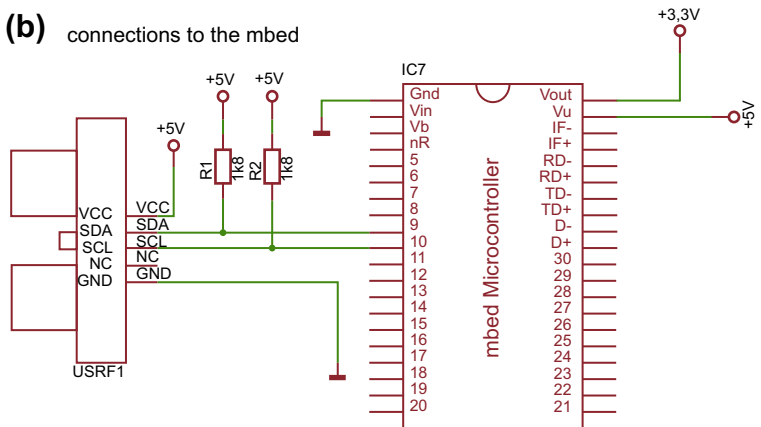 (b) connections to the mbed
+3,3V
+5V
+5V
IC7
+5V
+5V
R1
1k8
R2
1k8
VCC
SDA
SCL
NC
GND
VCC
SDA
SCL
NC
GND
USRF1
mbed Microcontroller
Gnd
Vin
Vb
nR
5
6
7
8
9
10
11
12
13
14
15
16
17
18
19
20
Vout
Vu
IF-
IF+
RD-
RD+
TD-
TD+
D-
D+
30
29
28
27
26
25
24
23
22
21